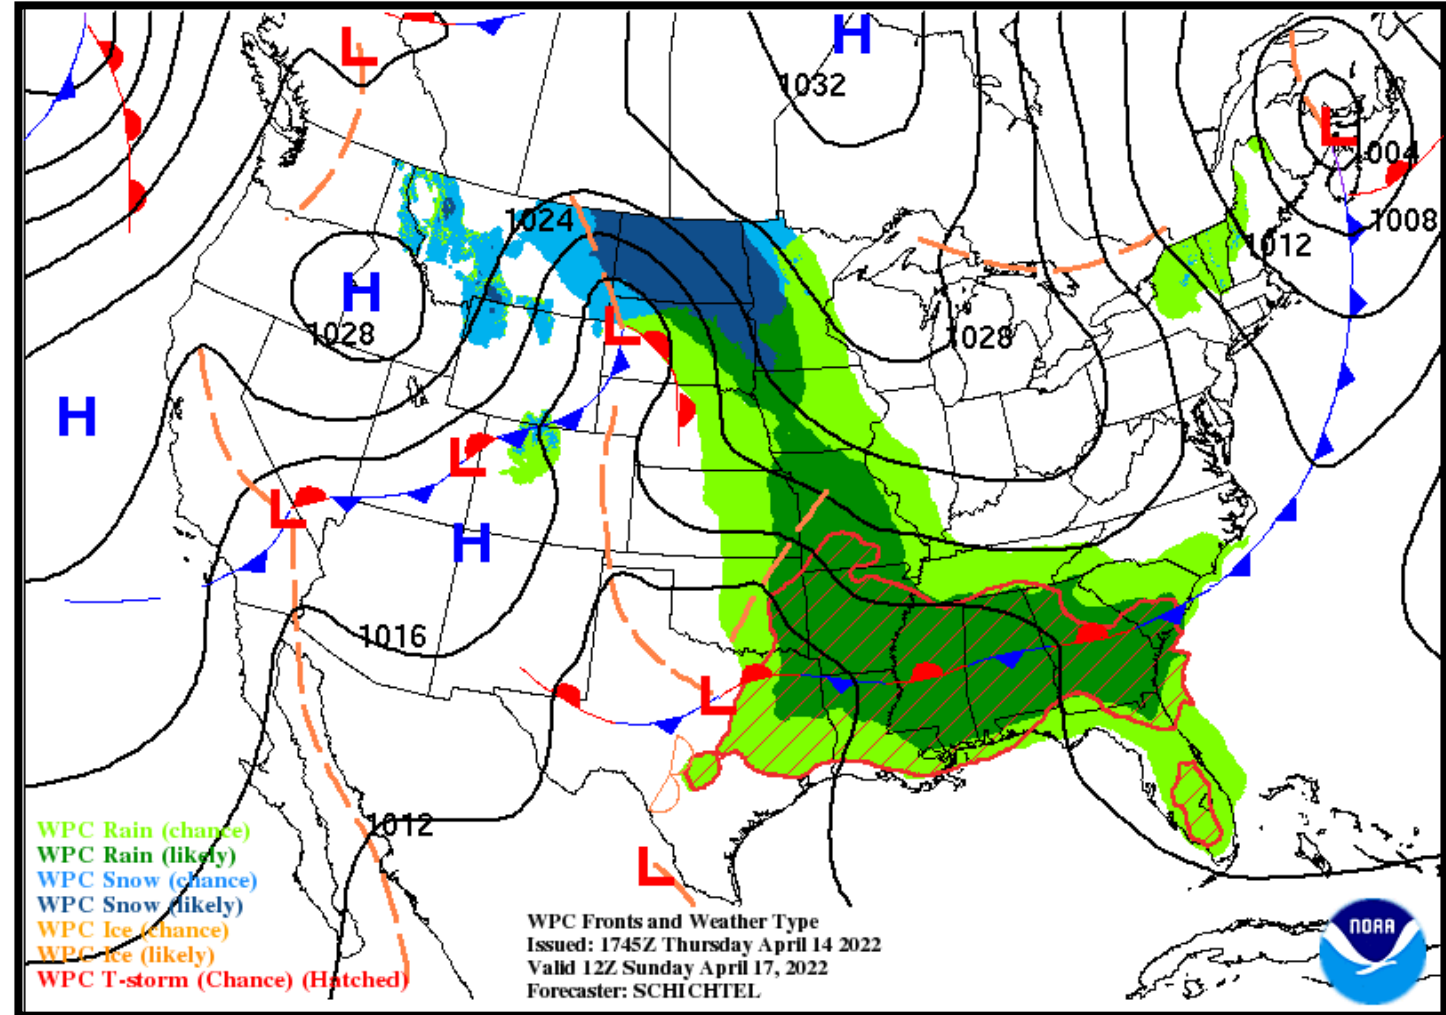 L
H
1032
L
1004
1024
1008
1012
H
L
1028
1028
H
L
L
H
1016
L
1012
L
WPC Rain (chance)
WPC Rain (likely)
WPC Snow (chance)
WPC Snow (likely)
WPC Ice (chance)
WPC Ice (likely)
WPC T-storm (Chance) (Hatched)
WPC Fronts and Weather Type
Issued: 1745Z Thursday April 14 2022
Valid 12Z Sunday April 17, 2022
Forecaster: SCHICHTEL
NOAA